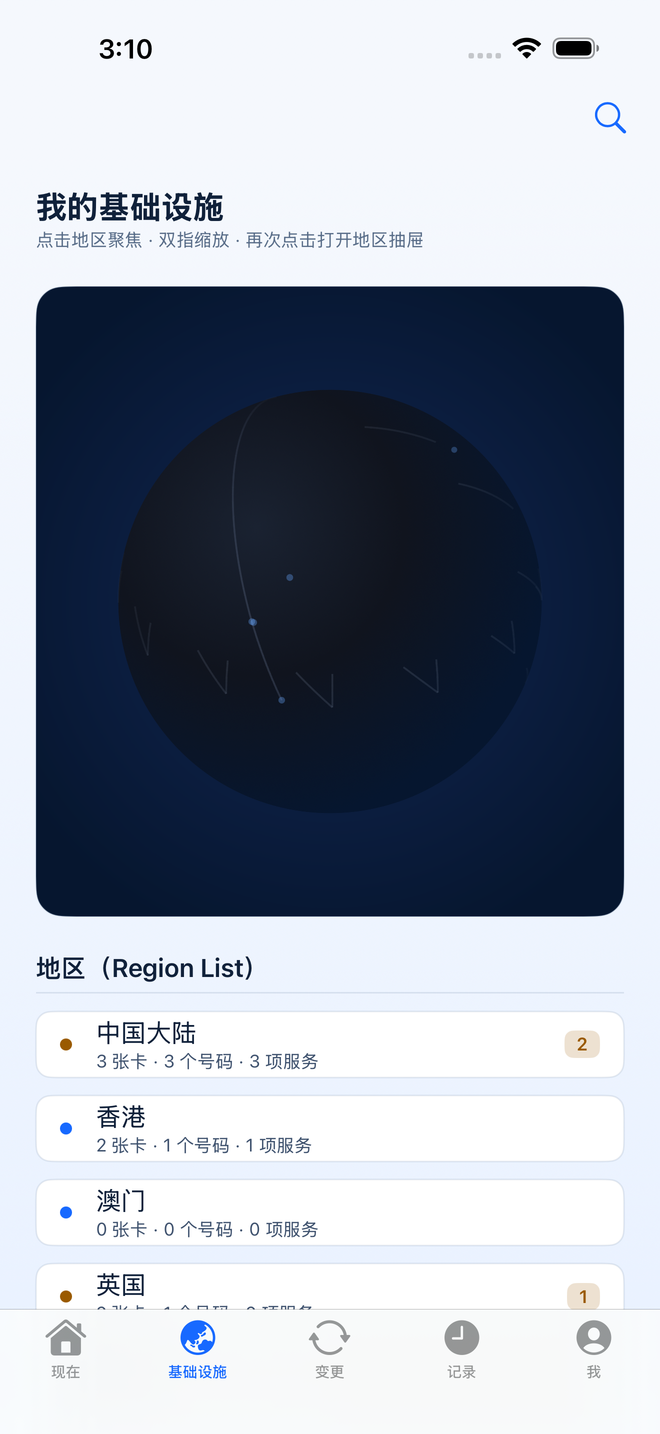 3:10
我的基础设施
点击地区聚焦 · 双指缩放 · 再次点击打开地区抽屉
地区（Region List）
中国大陆
3 张卡 · 3 个号码 · 3 项服务
2
香港
2 张卡 · 1 个号码 · 1 项服务
澳门
0 张卡 · 0 个号码 · 0 项服务
英国
1
现在
基础设施
变更
记录
我